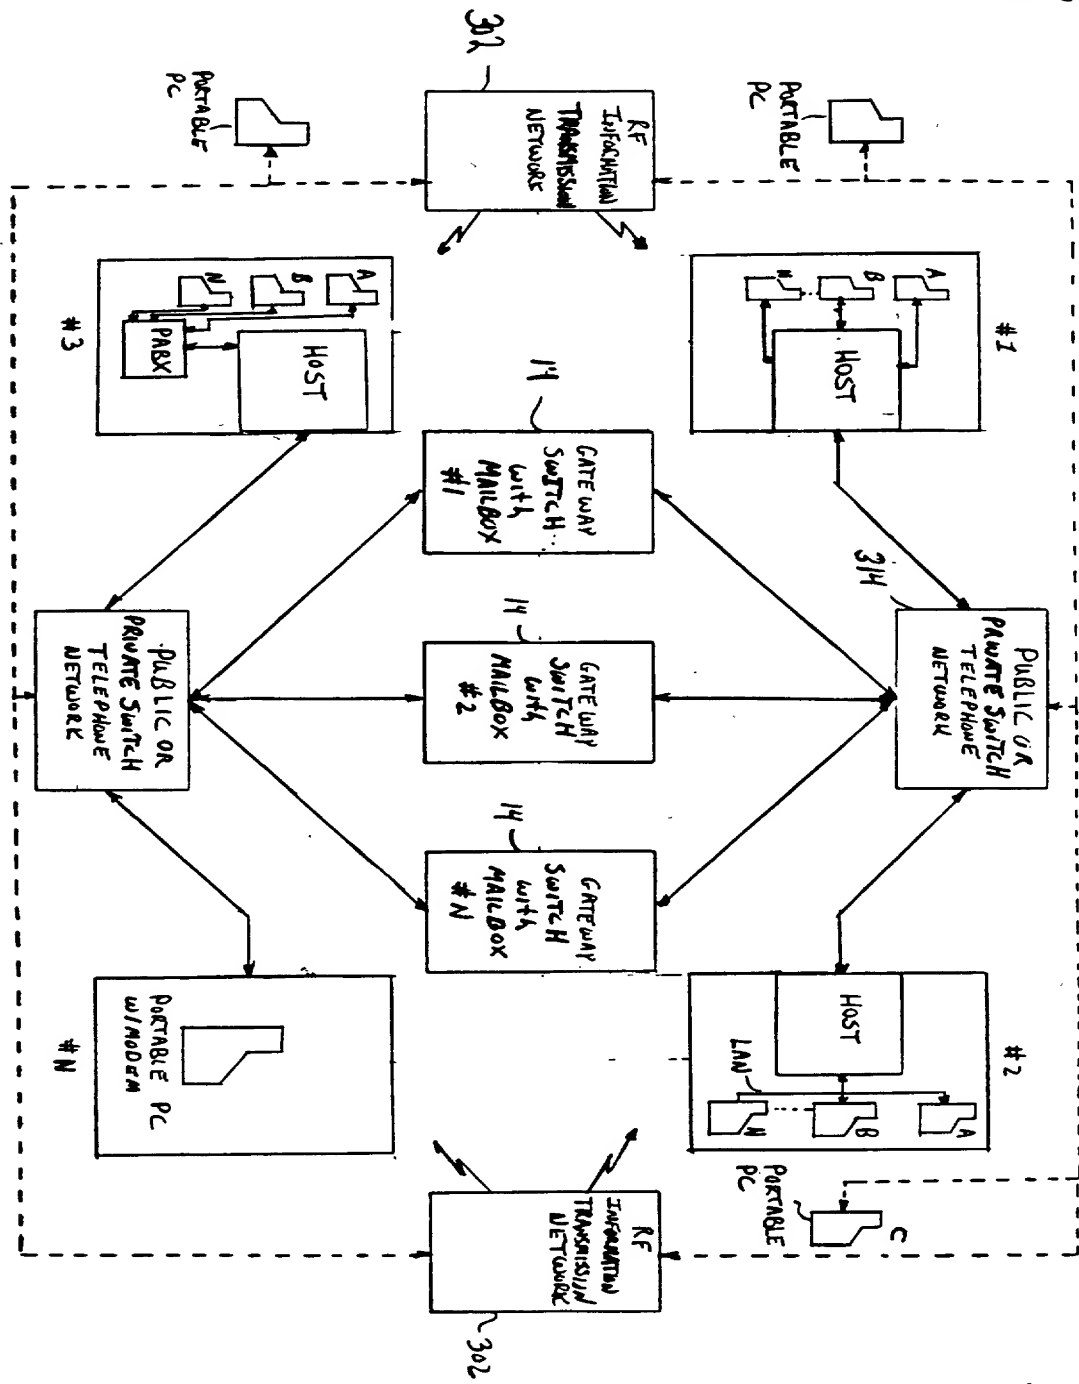 #1
A
B
N
HOST
PORTABLE
PC
314
PUBLIC OR
PRIVATE SWITCH
TELEPHONE
NETWORK
#2
HOST
LAN
A
B
N
C
PORTABLE
PC
302
RF
INFORMATION
TRANSMISSION
NETWORK
14
GATEWAY
SWITCH
with
MAILBOX
#1
14
GATEWAY
SWITCH
with
MAILBOX
#2
14
GATEWAY
SWITCH
with
MAILBOX
#N
RF
INFORMATION
TRANSMISSION
NETWORK
302
PORTABLE
PC
A
B
N
PABX
HOST
#3
PUBLIC OR
PRIVATE SWITCH
TELEPHONE
NETWORK
PORTABLE PC
W/MODEM
#N